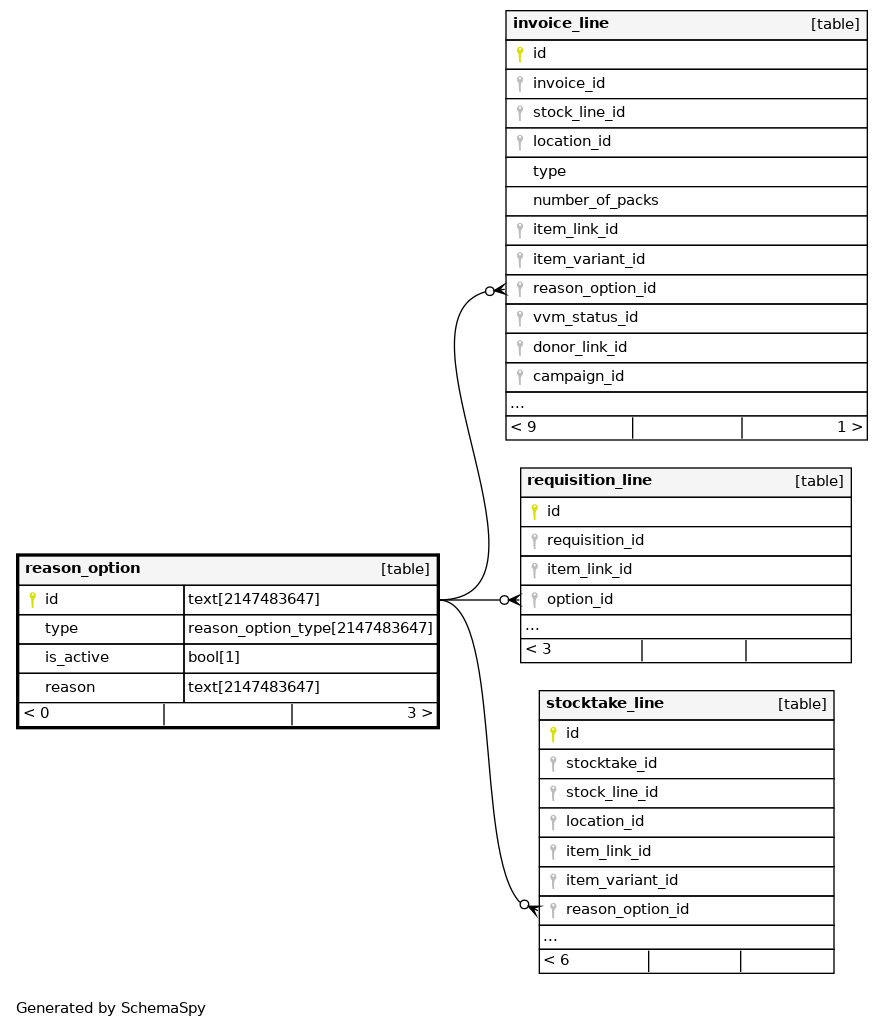 invoice_line [table]
id
invoice_id
stock_line_id
location_id
type
number_of_packs
item_link_id
item_variant_id
reason_option_id
vvm_status_id
donor_link_id
campaign_id
...
< 9 1 >
requisition_line [table]
id
requisition_id
item_link_id
option_id
...
< 3
reason_option [table]
id text[2147483647]
type reason_option_type[2147483647]
is_active bool[1]
reason text[2147483647]
< 0 3 >
stocktake_line [table]
id
stocktake_id
stock_line_id
location_id
item_link_id
item_variant_id
reason_option_id
...
< 6
Generated by SchemaSpy